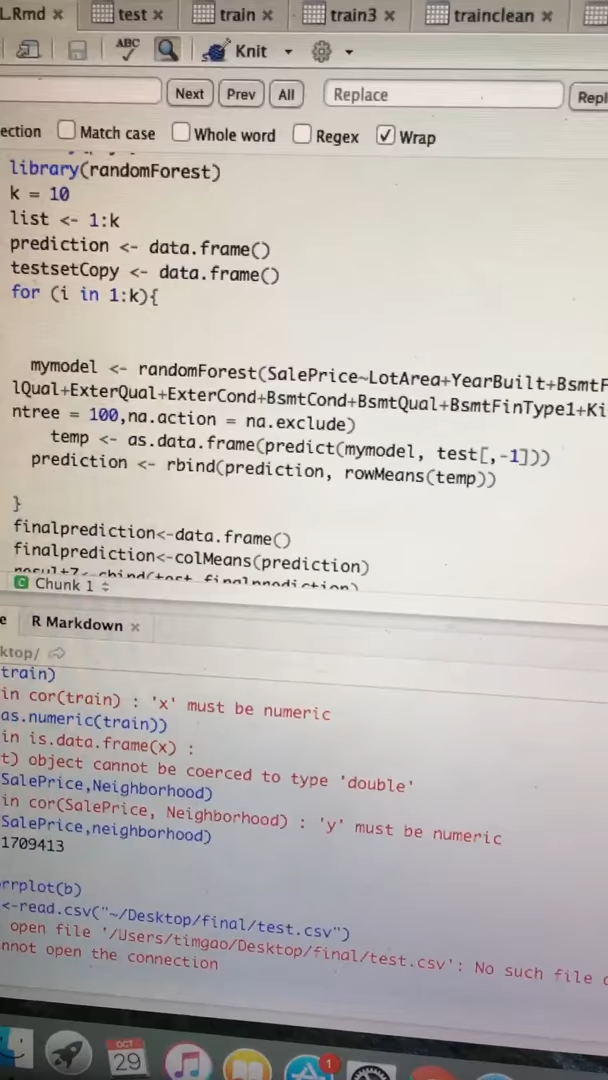 L.Rmd × test × train × train3 × trainclean ×
ABC Knit
Next Prev All Replace
ection Match case Whole word Regex Wrap
library(randomForest)
k = 10
list <- 1:k
prediction <- data.frame()
testsetCopy <- data.frame()
for (i in 1:k){
mymodel <- randomForest(SalePrice~LotArea+YearBuilt+BsmtF
lQual+ExterQual+ExterCond+BsmtCond+BsmtQual+BsmtFinType1+Ki
ntree = 100,na.action = na.exclude)
temp <- as.data.frame(predict(mymodel, test[,-1]))
prediction <- rbind(prediction, rowMeans(temp))
}
finalprediction<-data.frame()
finalprediction<-colMeans(prediction)
C Chunk 1
e R Markdown ×
ktop/
train)
in cor(train) : 'x' must be numeric
as.numeric(train))
in is.data.frame(x) :
t) object cannot be coerced to type 'double'
SalePrice,Neighborhood)
in cor(SalePrice, Neighborhood) : 'y' must be numeric
SalePrice,neighborhood)
1709413
rrplot(b)
<-read.csv("~/Desktop/final/test.csv")
open file '/Users/timgao/Desktop/final/test.csv': No such file
nnot open the connection
OCT
29
1